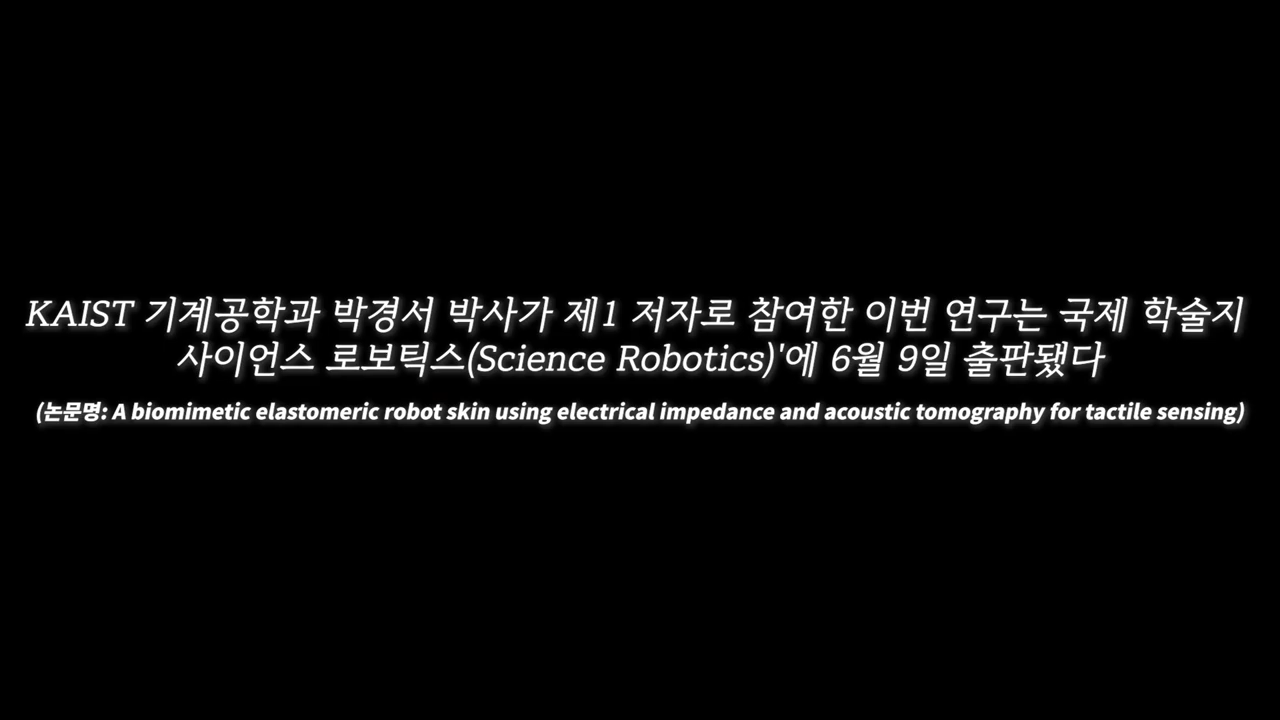 KAIST 기계공학과 박경서 박사가 제1 저자로 참여한 이번 연구는 국제 학술지
사이언스 로보틱스(Science Robotics)'에 6월 9일 출판됐다
(논문명: A biomimetic elastomeric robot skin using electrical impedance and acoustic tomography for tactile sensing)